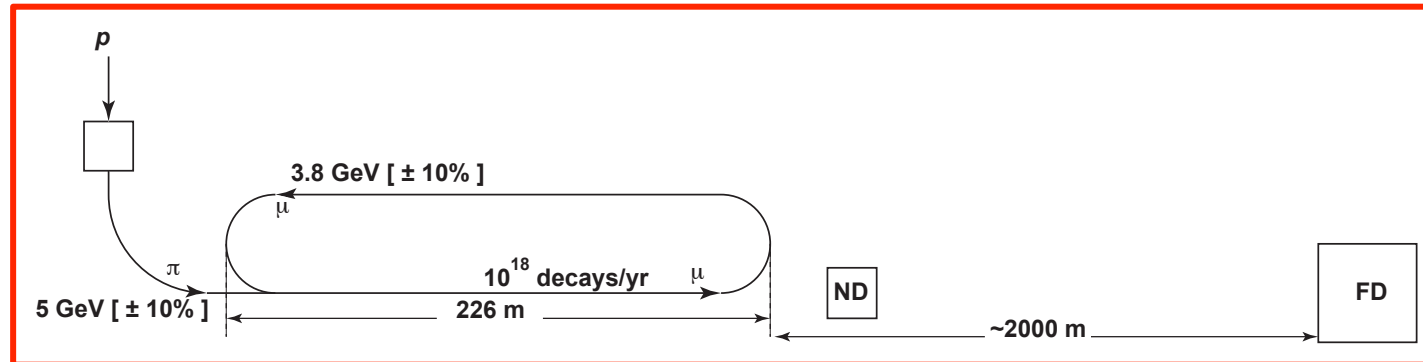 p
3.8 GeV [ ± 10% ]
μ
π
10^18 decays/yr
μ
5 GeV [ ± 10% ]
226 m
ND
FD
~2000 m